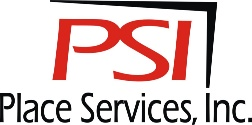 PSI
Place Services, Inc.